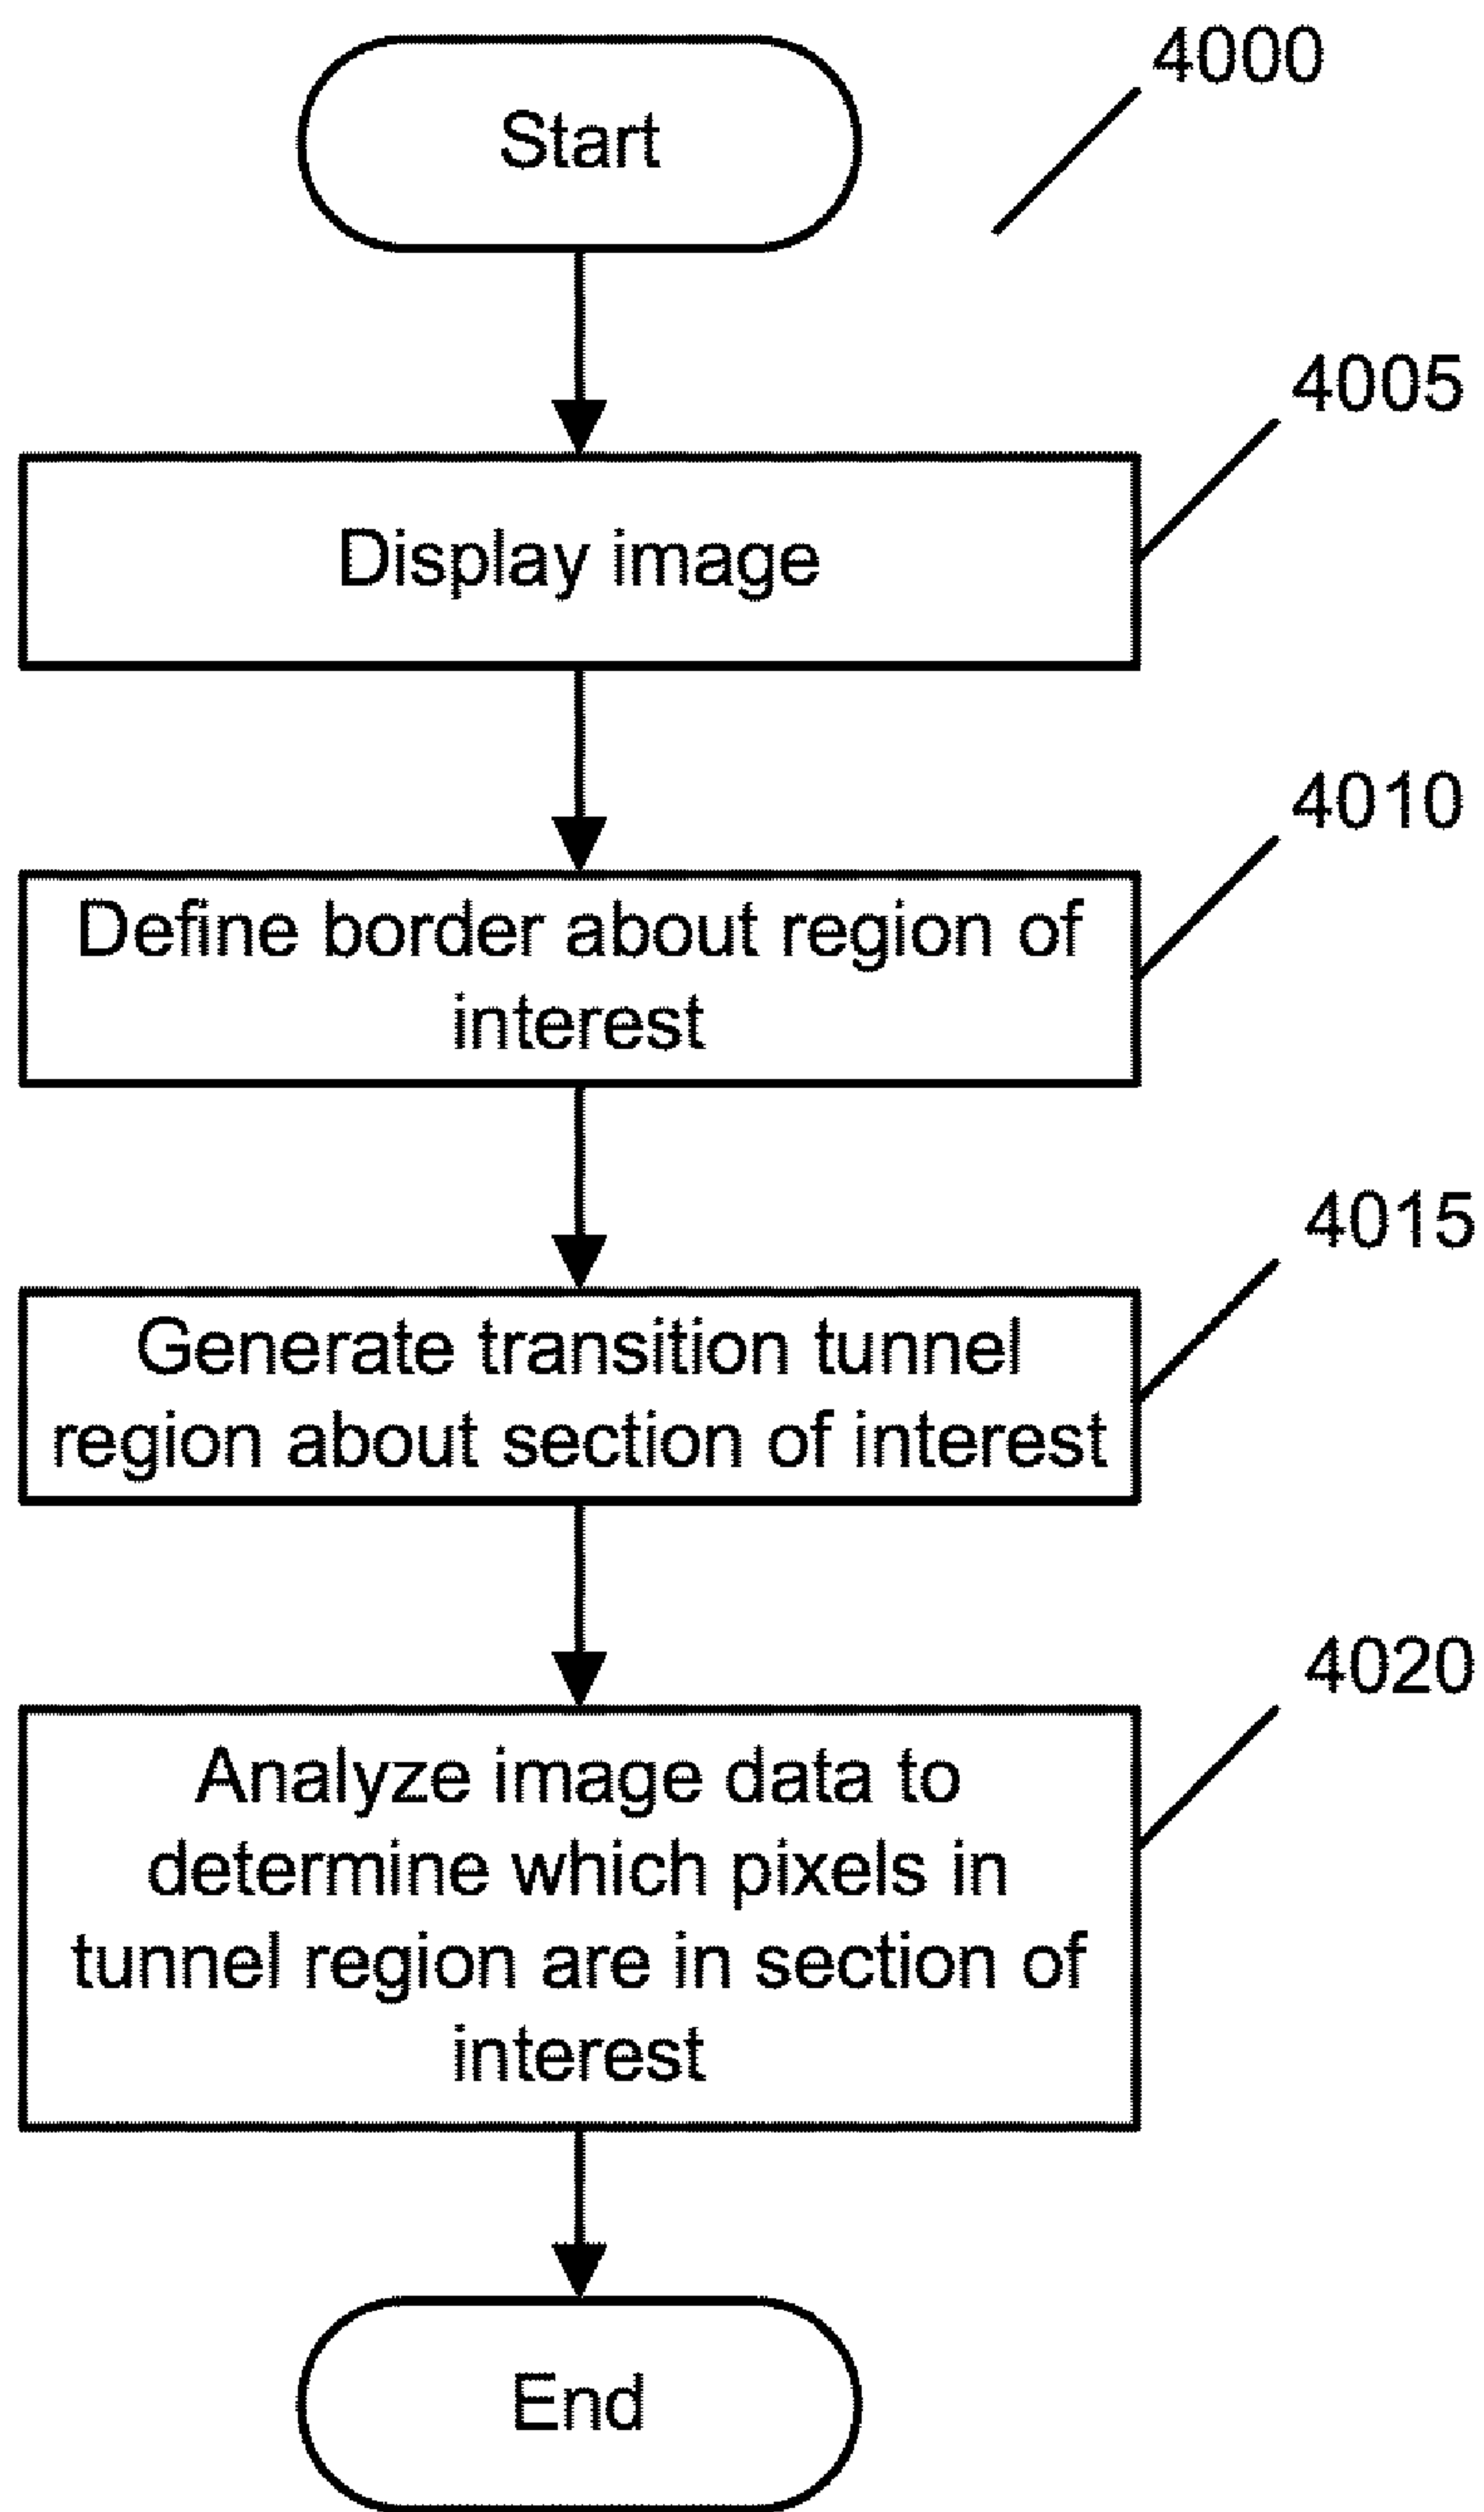 4000
Start
4005
Display image
4010
Define border about region of
interest
4015
Generate transition tunnel
region about section of interest
4020
Analyze image data to
determine which pixels in
tunnel region are in section of
interest
End